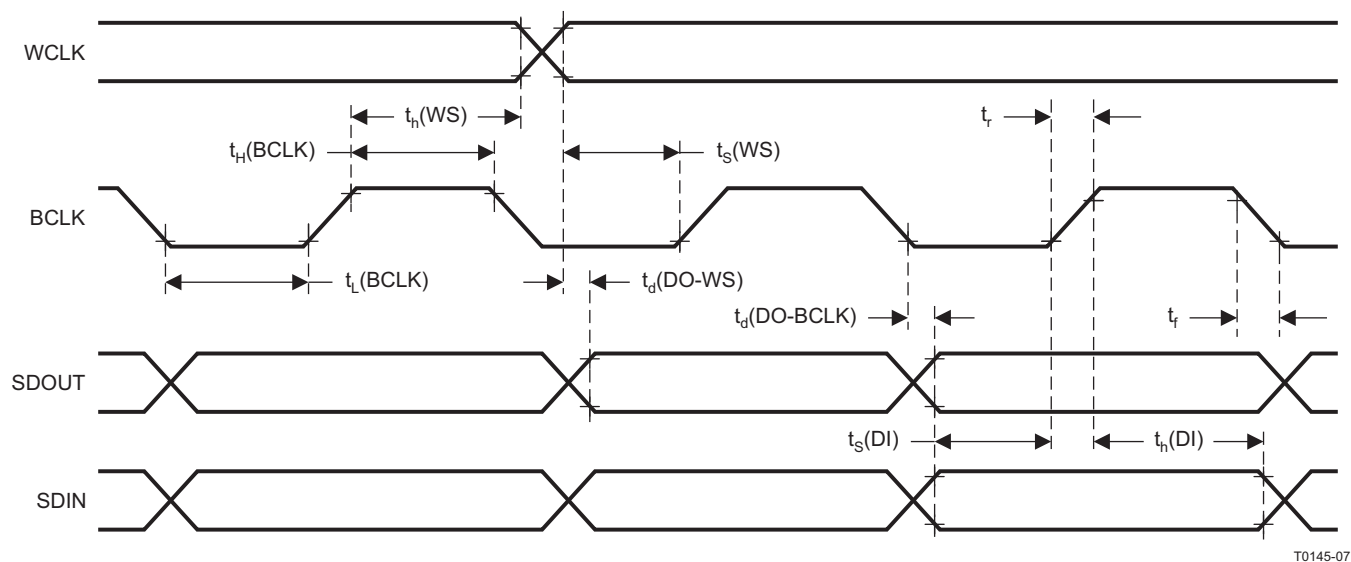 WCLK
th(WS)
tr
tH(BCLK)
tS(WS)
BCLK
tL(BCLK)
td(DO-WS)
td(DO-BCLK)
tf
SDOUT
tS(DI)
th(DI)
SDIN
T0145-07